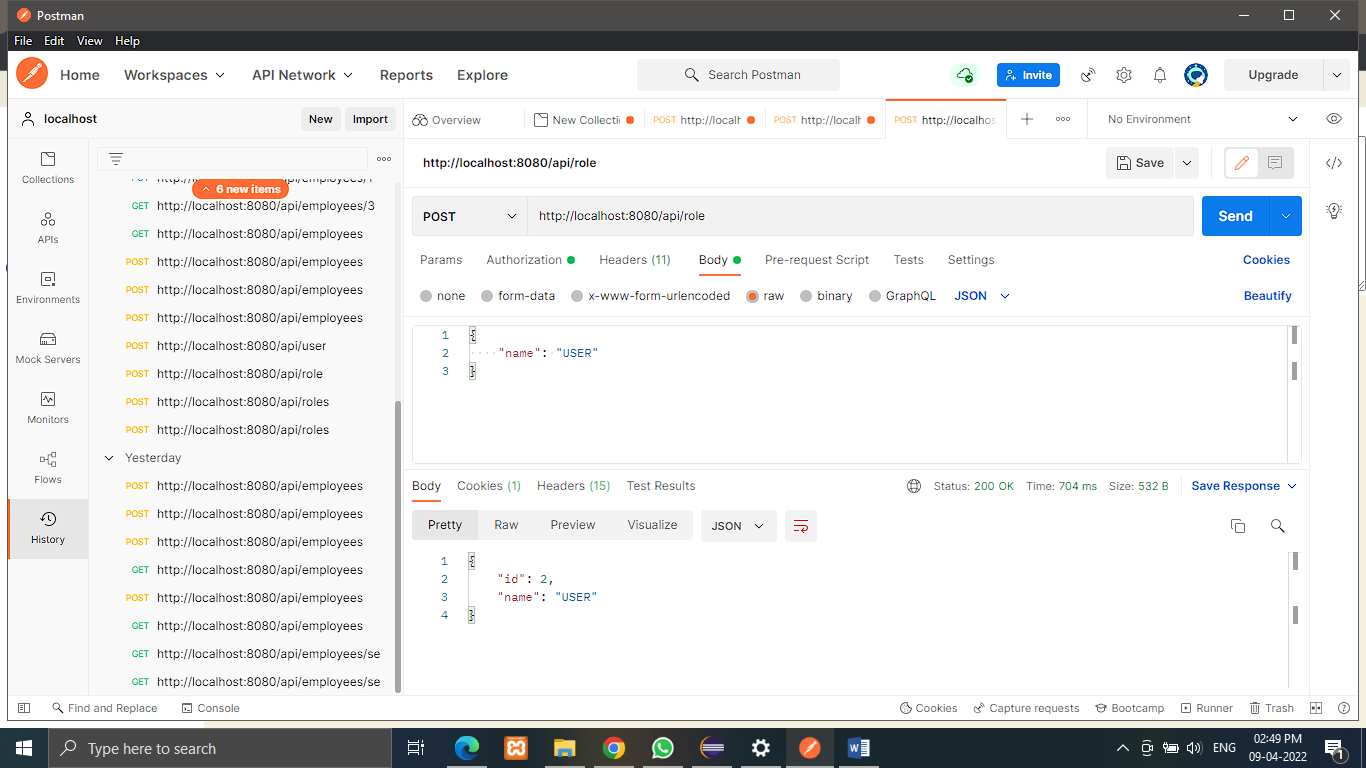 Postman
File Edit View Help
Home Workspaces API Network Reports Explore Search Postman Invite Upgrade
localhost New Import
Overview New Collecti POST http://localh POST http://localh POST http://localhos No Environment
http://localhost:8080/api/role Save
Collections
APIs
Environments
Mock Servers
Monitors
Flows
History
6 new items
GET http://localhost:8080/api/employees/3
GET http://localhost:8080/api/employees
POST http://localhost:8080/api/employees
POST http://localhost:8080/api/employees
POST http://localhost:8080/api/employees
POST http://localhost:8080/api/user
POST http://localhost:8080/api/role
POST http://localhost:8080/api/roles
POST http://localhost:8080/api/roles
Yesterday
POST http://localhost:8080/api/employees
POST http://localhost:8080/api/employees
POST http://localhost:8080/api/employees
GET http://localhost:8080/api/employees
POST http://localhost:8080/api/employees
GET http://localhost:8080/api/employees
GET http://localhost:8080/api/employees/se
GET http://localhost:8080/api/employees/se
POST http://localhost:8080/api/role Send
Params Authorization Headers (11) Body Pre-request Script Tests Settings Cookies
none form-data x-www-form-urlencoded raw binary GraphQL JSON Beautify
1 {
2 "name": "USER"
3 }
Body Cookies (1) Headers (15) Test Results Status: 200 OK Time: 704 ms Size: 532 B Save Response
Pretty Raw Preview Visualize JSON
1 {
2 "id": 2,
3 "name": "USER"
4 }
Find and Replace Console Cookies Capture requests Bootcamp Runner Trash
Type here to search ENG 02:49 PM
09-04-2022 1